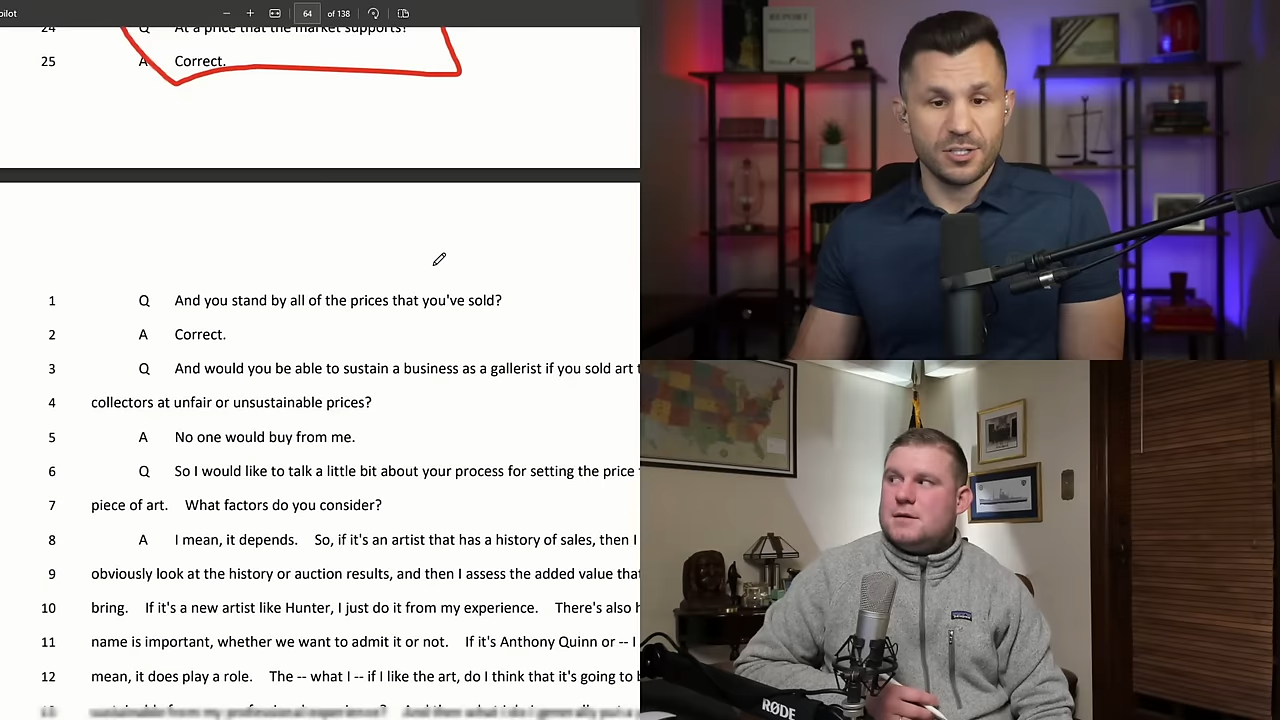 pilot
64 of 138
24 Q At a price that the market supports?
25 A Correct.
1 Q And you stand by all of the prices that you've sold?
2 A Correct.
3 Q And would you be able to sustain a business as a gallerist if you sold art
4 collectors at unfair or unsustainable prices?
5 A No one would buy from me.
6 Q So I would like to talk a little bit about your process for setting the price
7 piece of art. What factors do you consider?
8 A I mean, it depends. So, if it's an artist that has a history of sales, then I
9 obviously look at the history or auction results, and then I assess the added value that
10 bring. If it's a new artist like Hunter, I just do it from my experience. There's also
11 name is important, whether we want to admit it or not. If it's Anthony Quinn or -- I
12 mean, it does play a role. The -- what I -- if I like the art, do I think that it's going to
REPORT
patagonia
RØDE